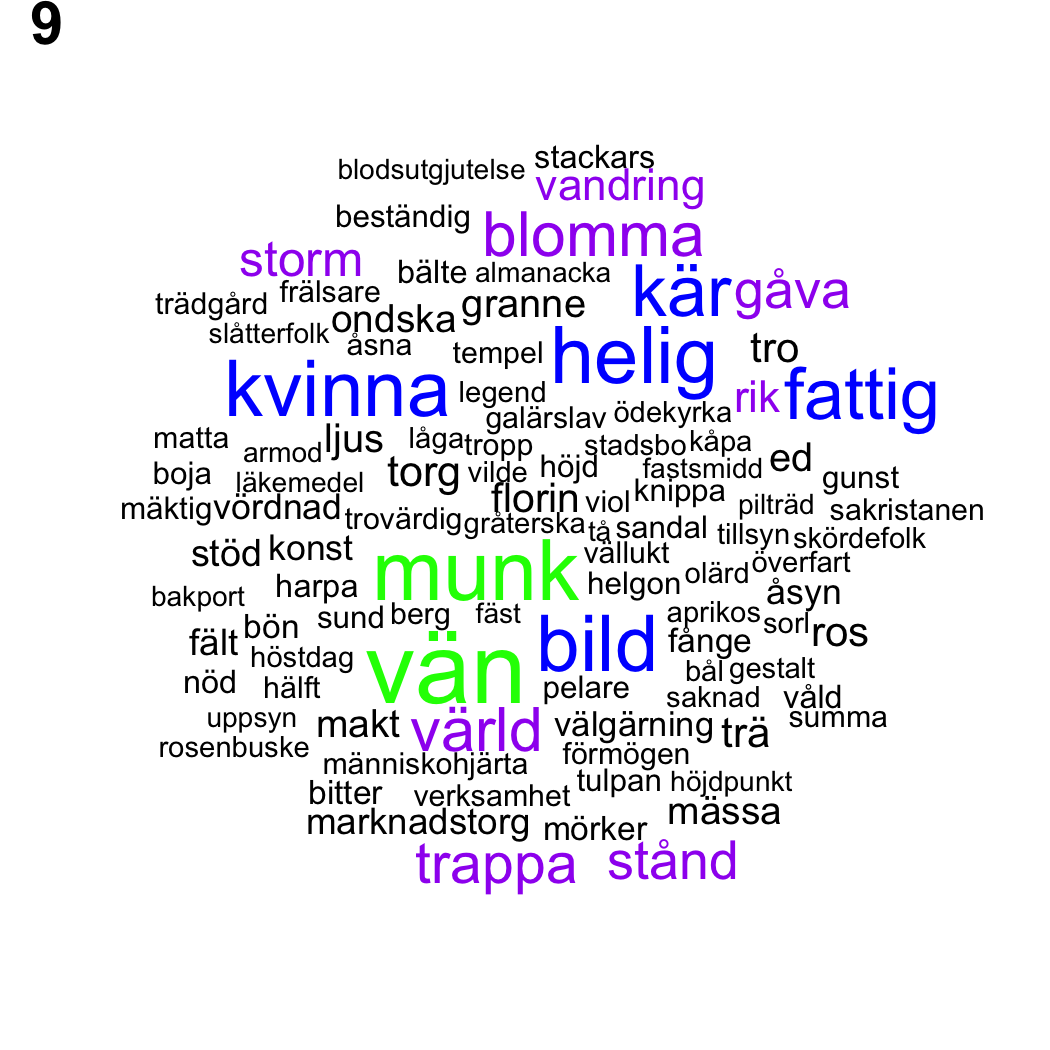 9
blodsutgjutelse stackars
vandring
beständig blomma
storm bälte almanacka kär gåva
trädgård frälsare ondska granne
slåtterfolk åsna tempel helig tro
kvinna legend rik fattig
galärslav ödekyrka
matta armod ljus låga tropp stadsbo kåpa
boja läkemedel torg vilde höjd fastsmidd ed gunst
mäktig vördnad florin viol knippa pilträd sakristanen
trovärdig gråterska tå sandal tillsyn skördefolk
stöd konst munk vällukt överfart
bakport harpa helgon olärd åsyn
sund berg fäst aprikos sorl ros
fält bön vän bild fånge
höstdag bål gestalt
nöd hälft pelare saknad våld
uppsyn makt värld välgärning trä summa
rosenbuske människohjärta förmögen
bitter verksamhet tulpan höjdpunkt
marknadstorg mörker mässa
trappa stånd